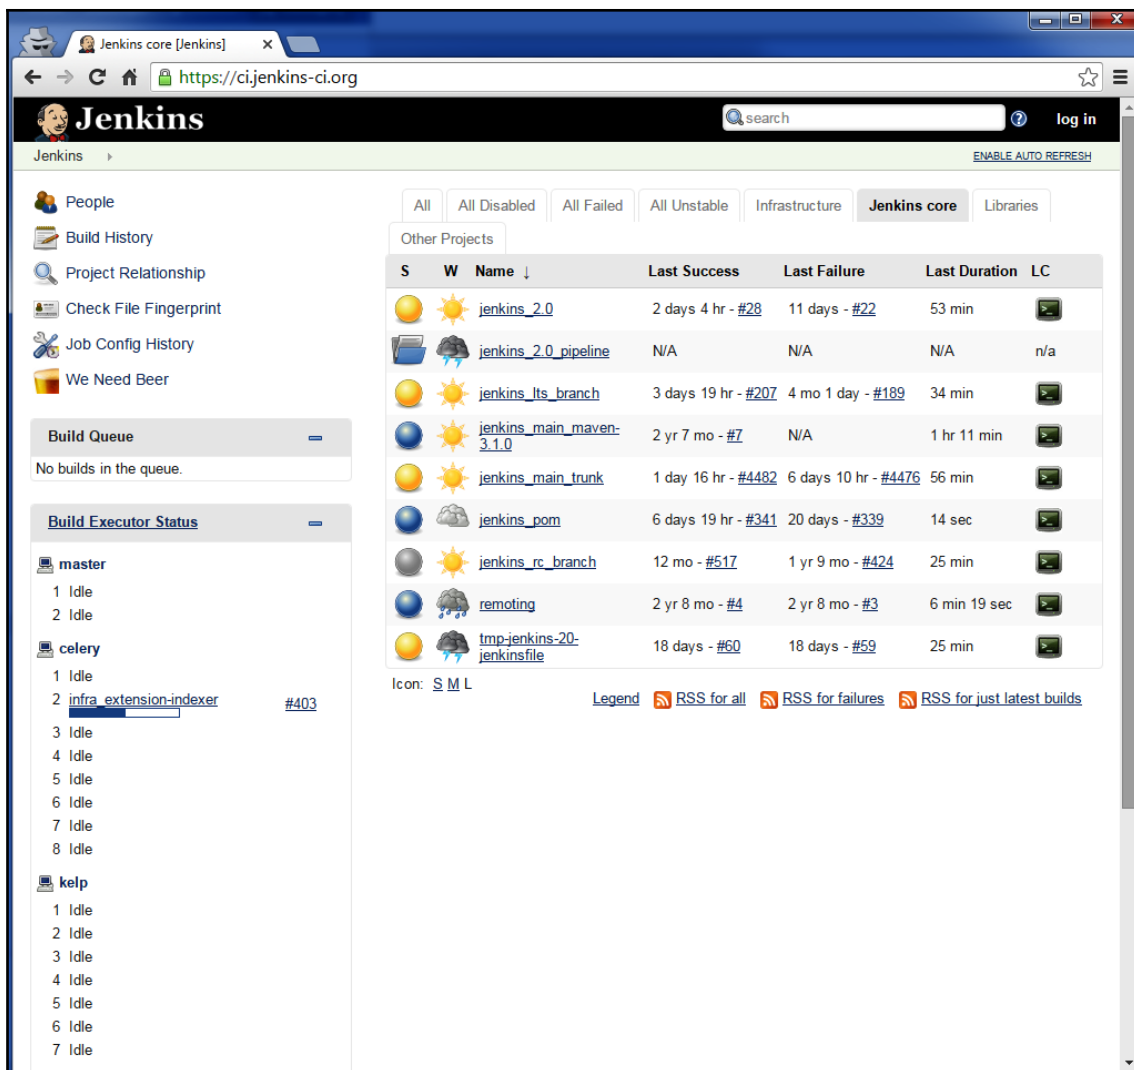 Jenkins core [Jenkins]
https://ci.jenkins-ci.org
Jenkins
search
log in
Jenkins
ENABLE AUTO REFRESH
People
Build History
Project Relationship
Check File Fingerprint
Job Config History
We Need Beer
Build Queue
No builds in the queue.
Build Executor Status
master
1 Idle
2 Idle
celery
1 Idle
2 infra_extension-indexer #403
3 Idle
4 Idle
5 Idle
6 Idle
7 Idle
8 Idle
kelp
1 Idle
2 Idle
3 Idle
4 Idle
5 Idle
6 Idle
7 Idle
All All Disabled All Failed All Unstable Infrastructure Jenkins core Libraries
Other Projects
S W Name ↓ Last Success Last Failure Last Duration LC
jenkins_2.0 2 days 4 hr - #28 11 days - #22 53 min
jenkins_2.0_pipeline N/A N/A N/A n/a
jenkins_lts_branch 3 days 19 hr - #207 4 mo 1 day - #189 34 min
jenkins_main_maven-
3.1.0 2 yr 7 mo - #7 N/A 1 hr 11 min
jenkins_main_trunk 1 day 16 hr - #4482 6 days 10 hr - #4476 56 min
jenkins_pom 6 days 19 hr - #341 20 days - #339 14 sec
jenkins_rc_branch 12 mo - #517 1 yr 9 mo - #424 25 min
remoting 2 yr 8 mo - #4 2 yr 8 mo - #3 6 min 19 sec
tmp-jenkins-20-
jenkinsfile 18 days - #60 18 days - #59 25 min
Icon: S M L
Legend RSS for all RSS for failures RSS for just latest builds